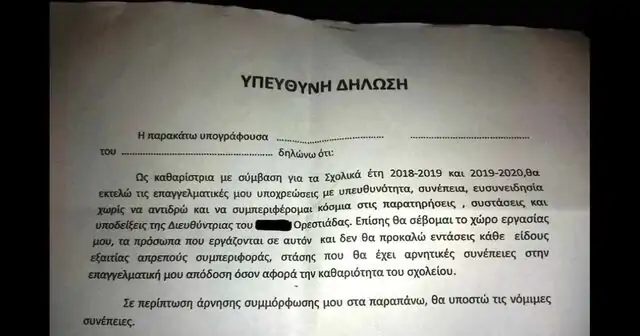 ΥΠΕΥΘΥΝΗ ΔΗΛΩΣΗ
Η παρακάτω υπογράφουσα ........................................ ........................................
του ........................................ δηλώνω ότι:
Ως καθαρίστρια με σύμβαση για τα Σχολικά έτη 2018-2019 και 2019-2020,θα
εκτελώ τις επαγγελματικές μου υποχρεώσεις με υπευθυνότητα, συνέπεια, ευσυνειδησία
χωρίς να αντιδρώ και να συμπεριφέρομαι κόσμια στις παρατηρήσεις , συστάσεις και
υποδείξεις της Διευθύντριας του Ορεστιάδας. Επίσης θα σέβομαι το χώρο εργασίας
μου, τα πρόσωπα που εργάζονται σε αυτόν και δεν θα προκαλώ εντάσεις κάθε είδους
εξαιτίας απρεπούς συμπεριφοράς, στάσης που θα έχει αρνητικές συνέπειες στην
επαγγελματική μου απόδοση όσον αφορά την καθαριότητα του σχολείου.
Σε περίπτωση άρνησης συμμόρφωσης μου στα παραπάνω, θα υποστώ τις νόμιμες
συνέπειες.